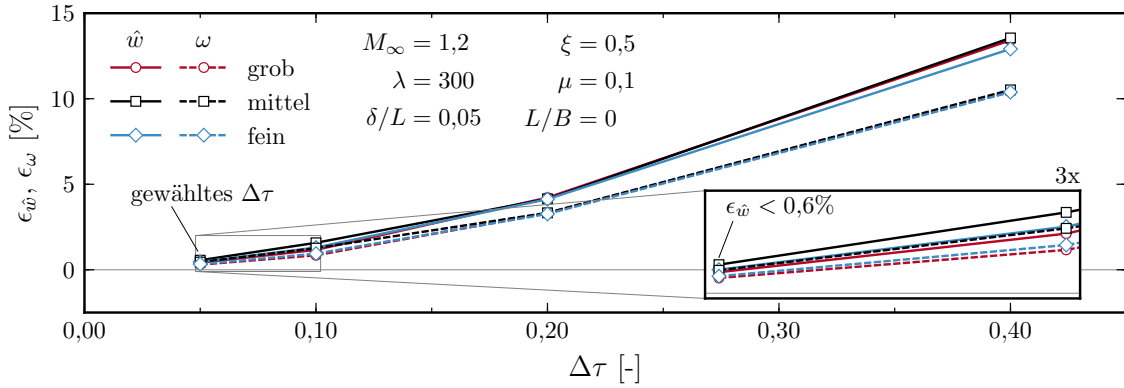 15
10
5
0
ϵ_ŵ, ϵ_ω [%]
ŵ ω
grob
mittel
fein
M_∞ = 1,2 ξ = 0,5
λ = 300 μ = 0,1
δ/L = 0,05 L/B = 0
gewähltes Δτ
3x
ϵ_ŵ < 0,6%
0,00 0,10 0,20 0,30 0,40
Δτ [-]